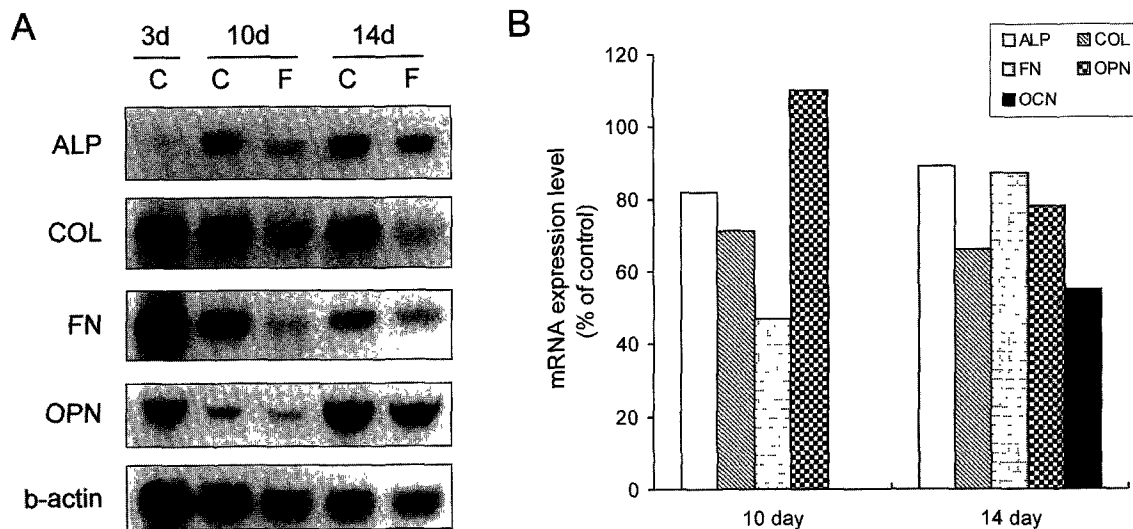 A
3d 10d 14d
C C F C F
ALP
COL
FN
OPN
b-actin
B
mRNA expression level
(% of control)
120
100
80
60
40
20
0
10 day 14 day
ALP COL
FN OPN
OCN